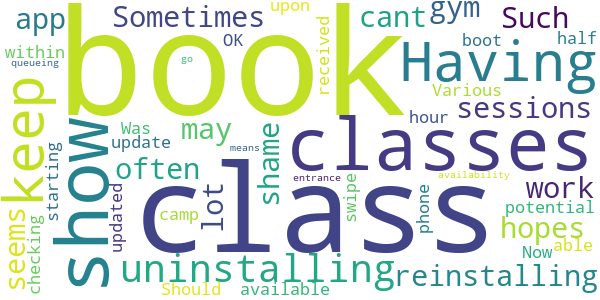 app Sometimes upon cant gym Such
within OK received boot half
queueing go book Having
keep show may classes Various sessions
Was update hour
starting often shame
class work
seems updated lot camp swipe phone entrance means availability potential
hopes
checking uninstalling Now able
reinstalling
Should available